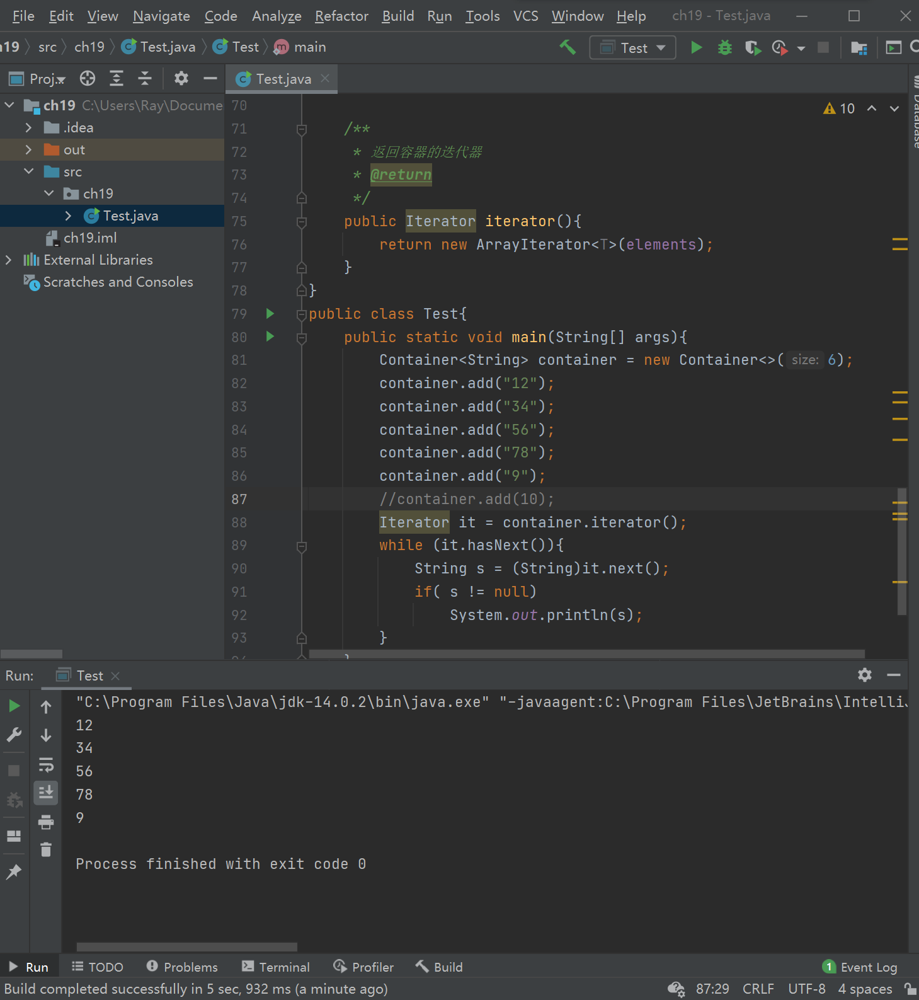 File Edit View Navigate Code Analyze Refactor Build Run Tools VCS Window Help ch19 - Test.java
src ch19 Test.java Test main
Test
Proj... Test.java
ch19 C:\Users\Ray\Docume
.idea
out
src
ch19
Test.java
ch19.iml
External Libraries
Scratches and Consoles
10
Database
70
71 /**
72 * 返回容器的迭代器
73 * @return
74 */
75 public Iterator iterator(){
76 return new ArrayIterator<T>(elements);
77 }
78 }
79 public class Test{
80 public static void main(String[] args){
81 Container<String> container = new Container<>( size: 6);
82 container.add("12");
83 container.add("34");
84 container.add("56");
85 container.add("78");
86 container.add("9");
87 //container.add(10);
88 Iterator it = container.iterator();
89 while (it.hasNext()){
90 String s = (String)it.next();
91 if( s != null)
92 System.out.println(s);
93 }
Run: Test
"C:\Program Files\Java\jdk-14.0.2\bin\java.exe" "-javaagent:C:\Program Files\JetBrains\IntelliJ
12
34
56
78
9
Process finished with exit code 0
Run TODO Problems Terminal Profiler Build 1 Event Log
Build completed successfully in 5 sec, 932 ms (a minute ago) 87:29 CRLF UTF-8 4 spaces